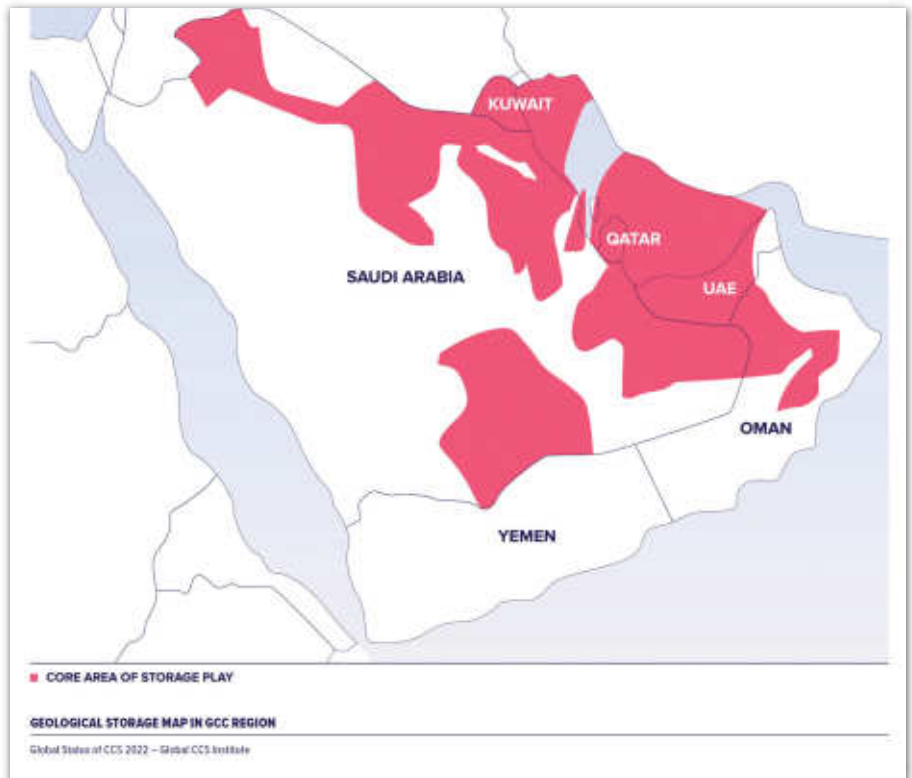 KUWAIT
QATAR
SAUDI ARABIA
UAE
OMAN
YEMEN
CORE AREA OF STORAGE PLAY
GEOLOGICAL STORAGE MAP IN GCC REGION
Global Status of CCS 2022 – Global CCS Institute